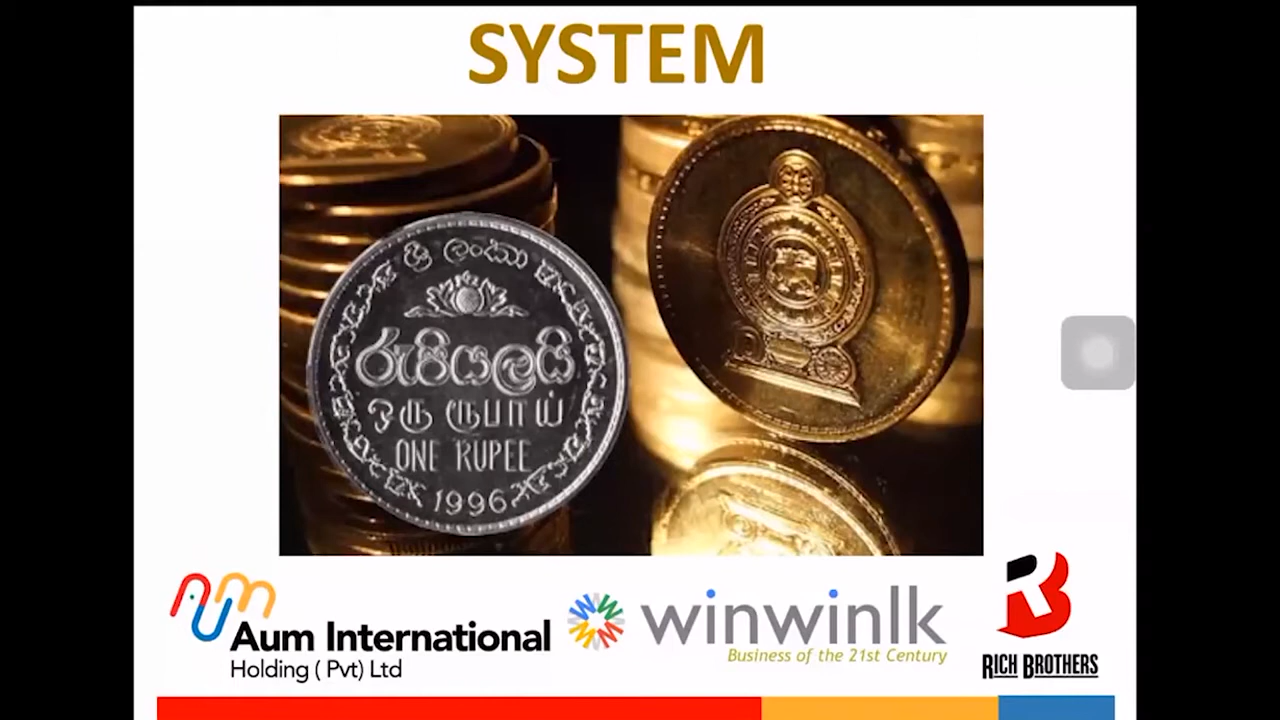 SYSTEM
ශ්‍රී ලංකා
රුපියලයි
ஒரு ரூபாய்
ONE RUPEE
1996
Aum International
Holding ( Pvt) Ltd
winwinlk
Business of the 21st Century
RICH BROTHERS